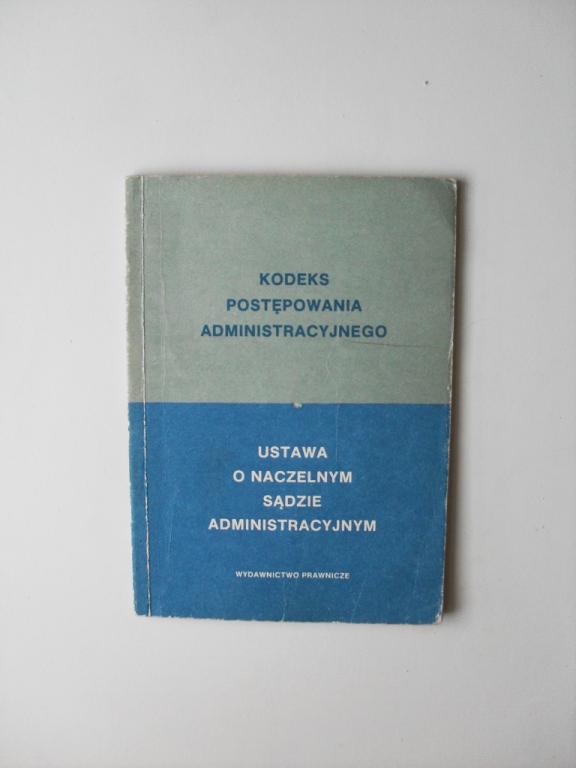 KODEKS
POSTĘPOWANIA
ADMINISTRACYJNEGO
USTAWA
O NACZELNYM
SĄDZIE
ADMINISTRACYJNYM
WYDAWNICTWO PRAWNICZE